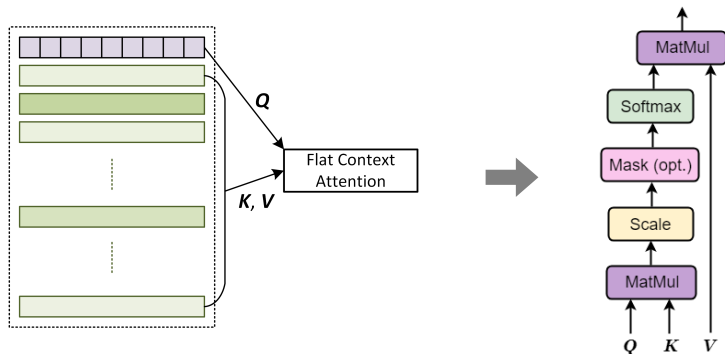 Q
Flat Context
Attention
K, V
MatMul
Softmax
Mask (opt.)
Scale
MatMul
Q K V